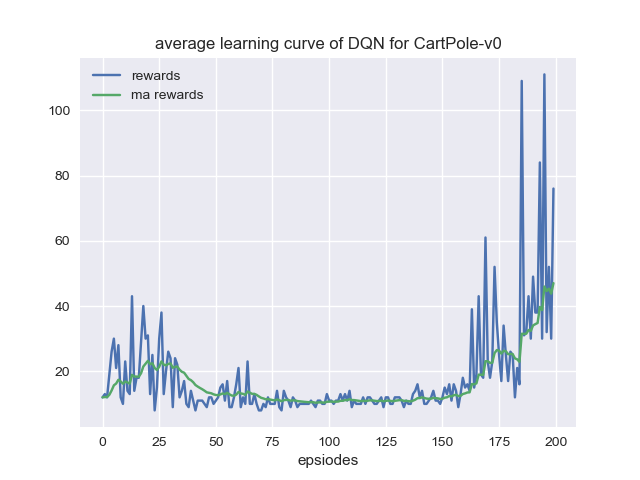 average learning curve of DQN for CartPole-v0
rewards
ma rewards
100
80
60
40
20
0 25 50 75 100 125 150 175 200
epsiodes